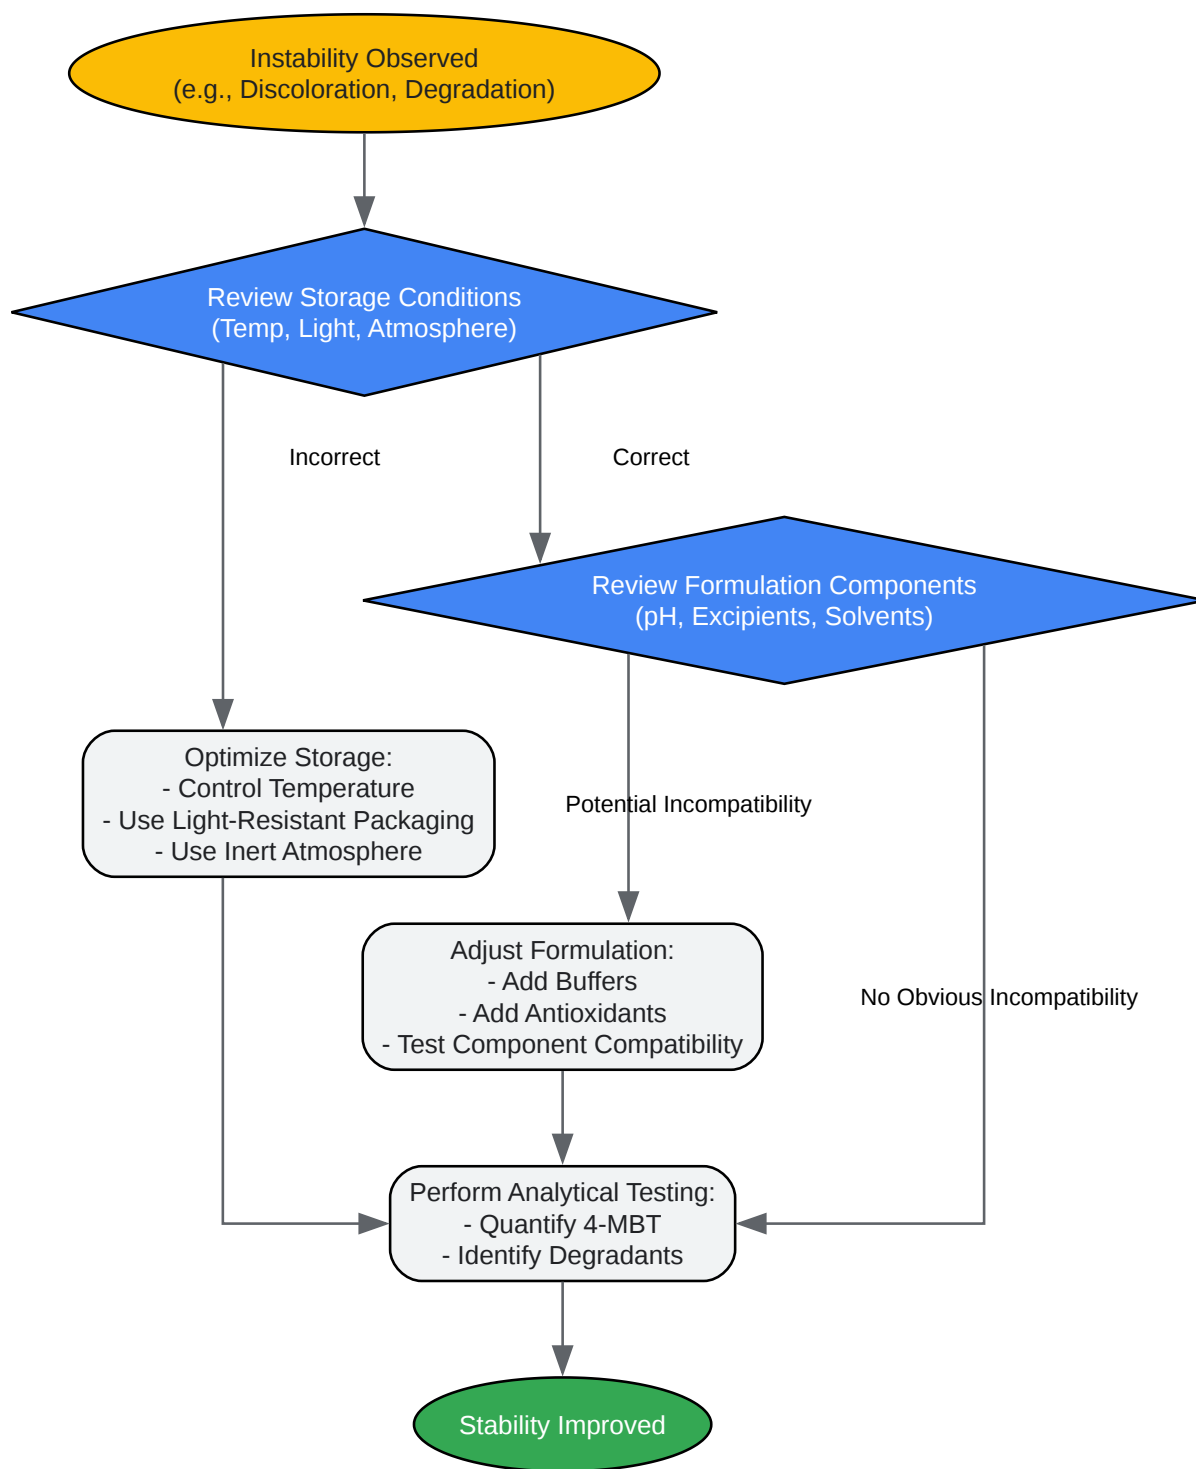 Instability Observed
(e.g., Discoloration, Degradation)
Review Storage Conditions
(Temp, Light, Atmosphere)
Incorrect
Correct
Review Formulation Components
(pH, Excipients, Solvents)
Optimize Storage:
- Control Temperature
- Use Light-Resistant Packaging
- Use Inert Atmosphere
Potential Incompatibility
Adjust Formulation:
- Add Buffers
- Add Antioxidants
- Test Component Compatibility
No Obvious Incompatibility
Perform Analytical Testing:
- Quantify 4-MBT
- Identify Degradants
Stability Improved